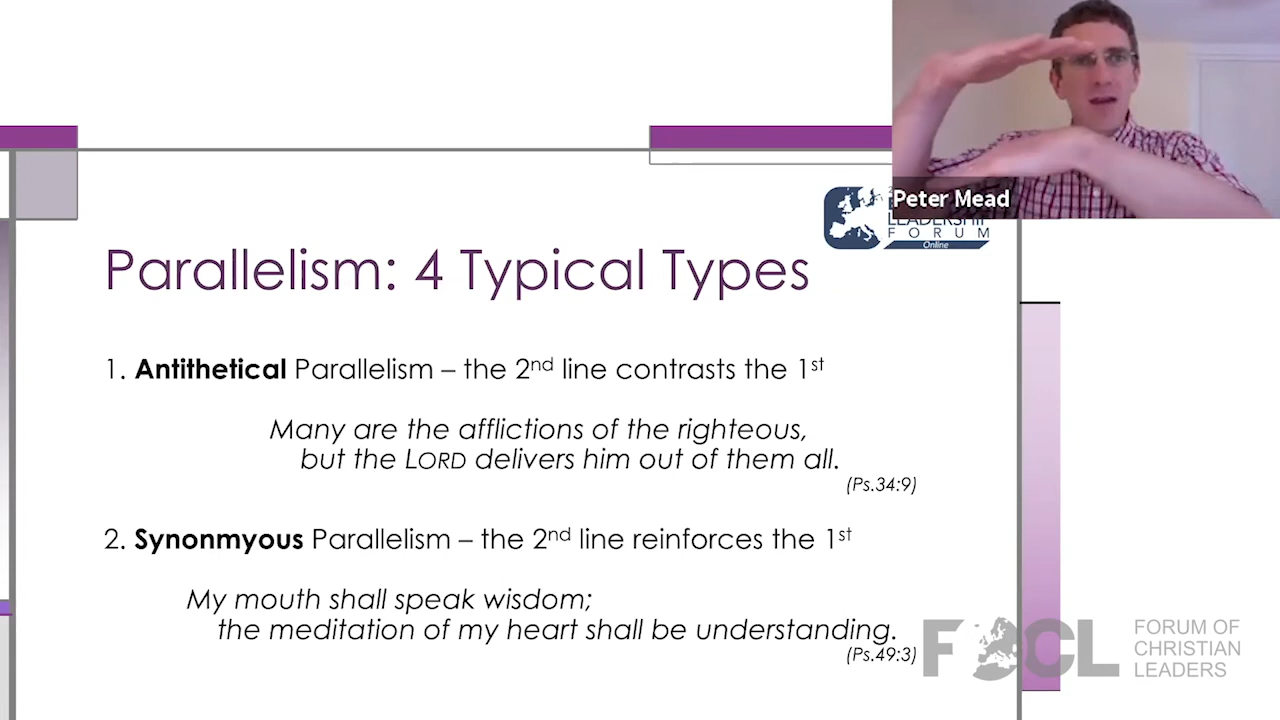 Peter Mead
LEADERSHIP
FORUM
Online
Parallelism: 4 Typical Types
1. Antithetical Parallelism – the 2nd line contrasts the 1st
Many are the afflictions of the righteous,
but the LORD delivers him out of them all.
(Ps.34:9)
2. Synonmyous Parallelism – the 2nd line reinforces the 1st
My mouth shall speak wisdom;
the meditation of my heart shall be understanding.
(Ps.49:3)
FOCL
FORUM OF
CHRISTIAN
LEADERS